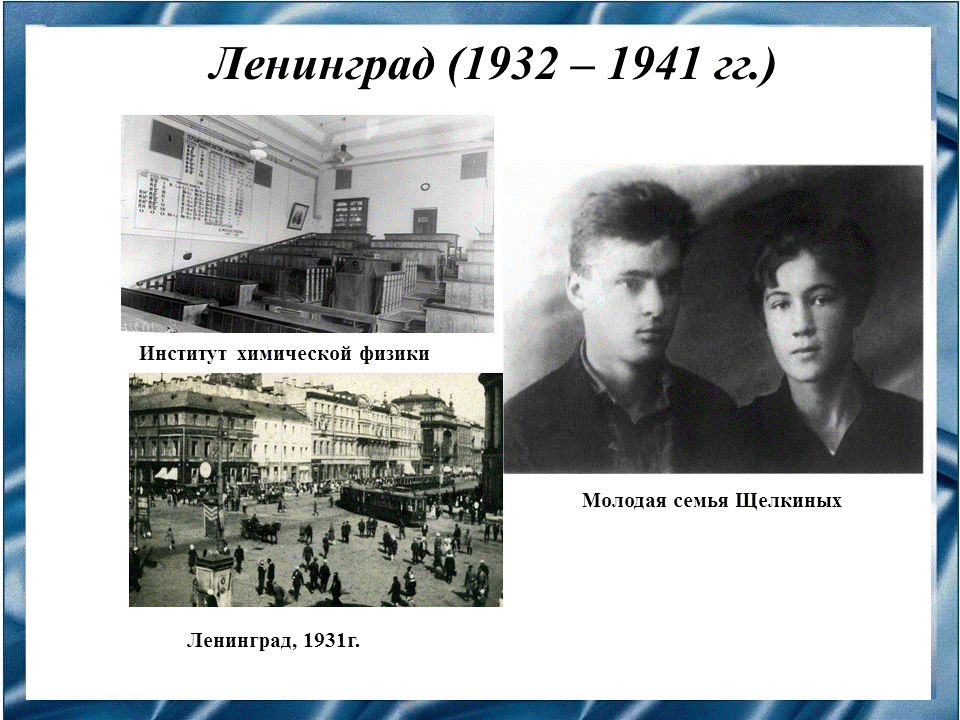 Ленинград (1932 – 1941 гг.)
Институт химической физики
Молодая семья Щелкиных
Ленинград, 1931г.